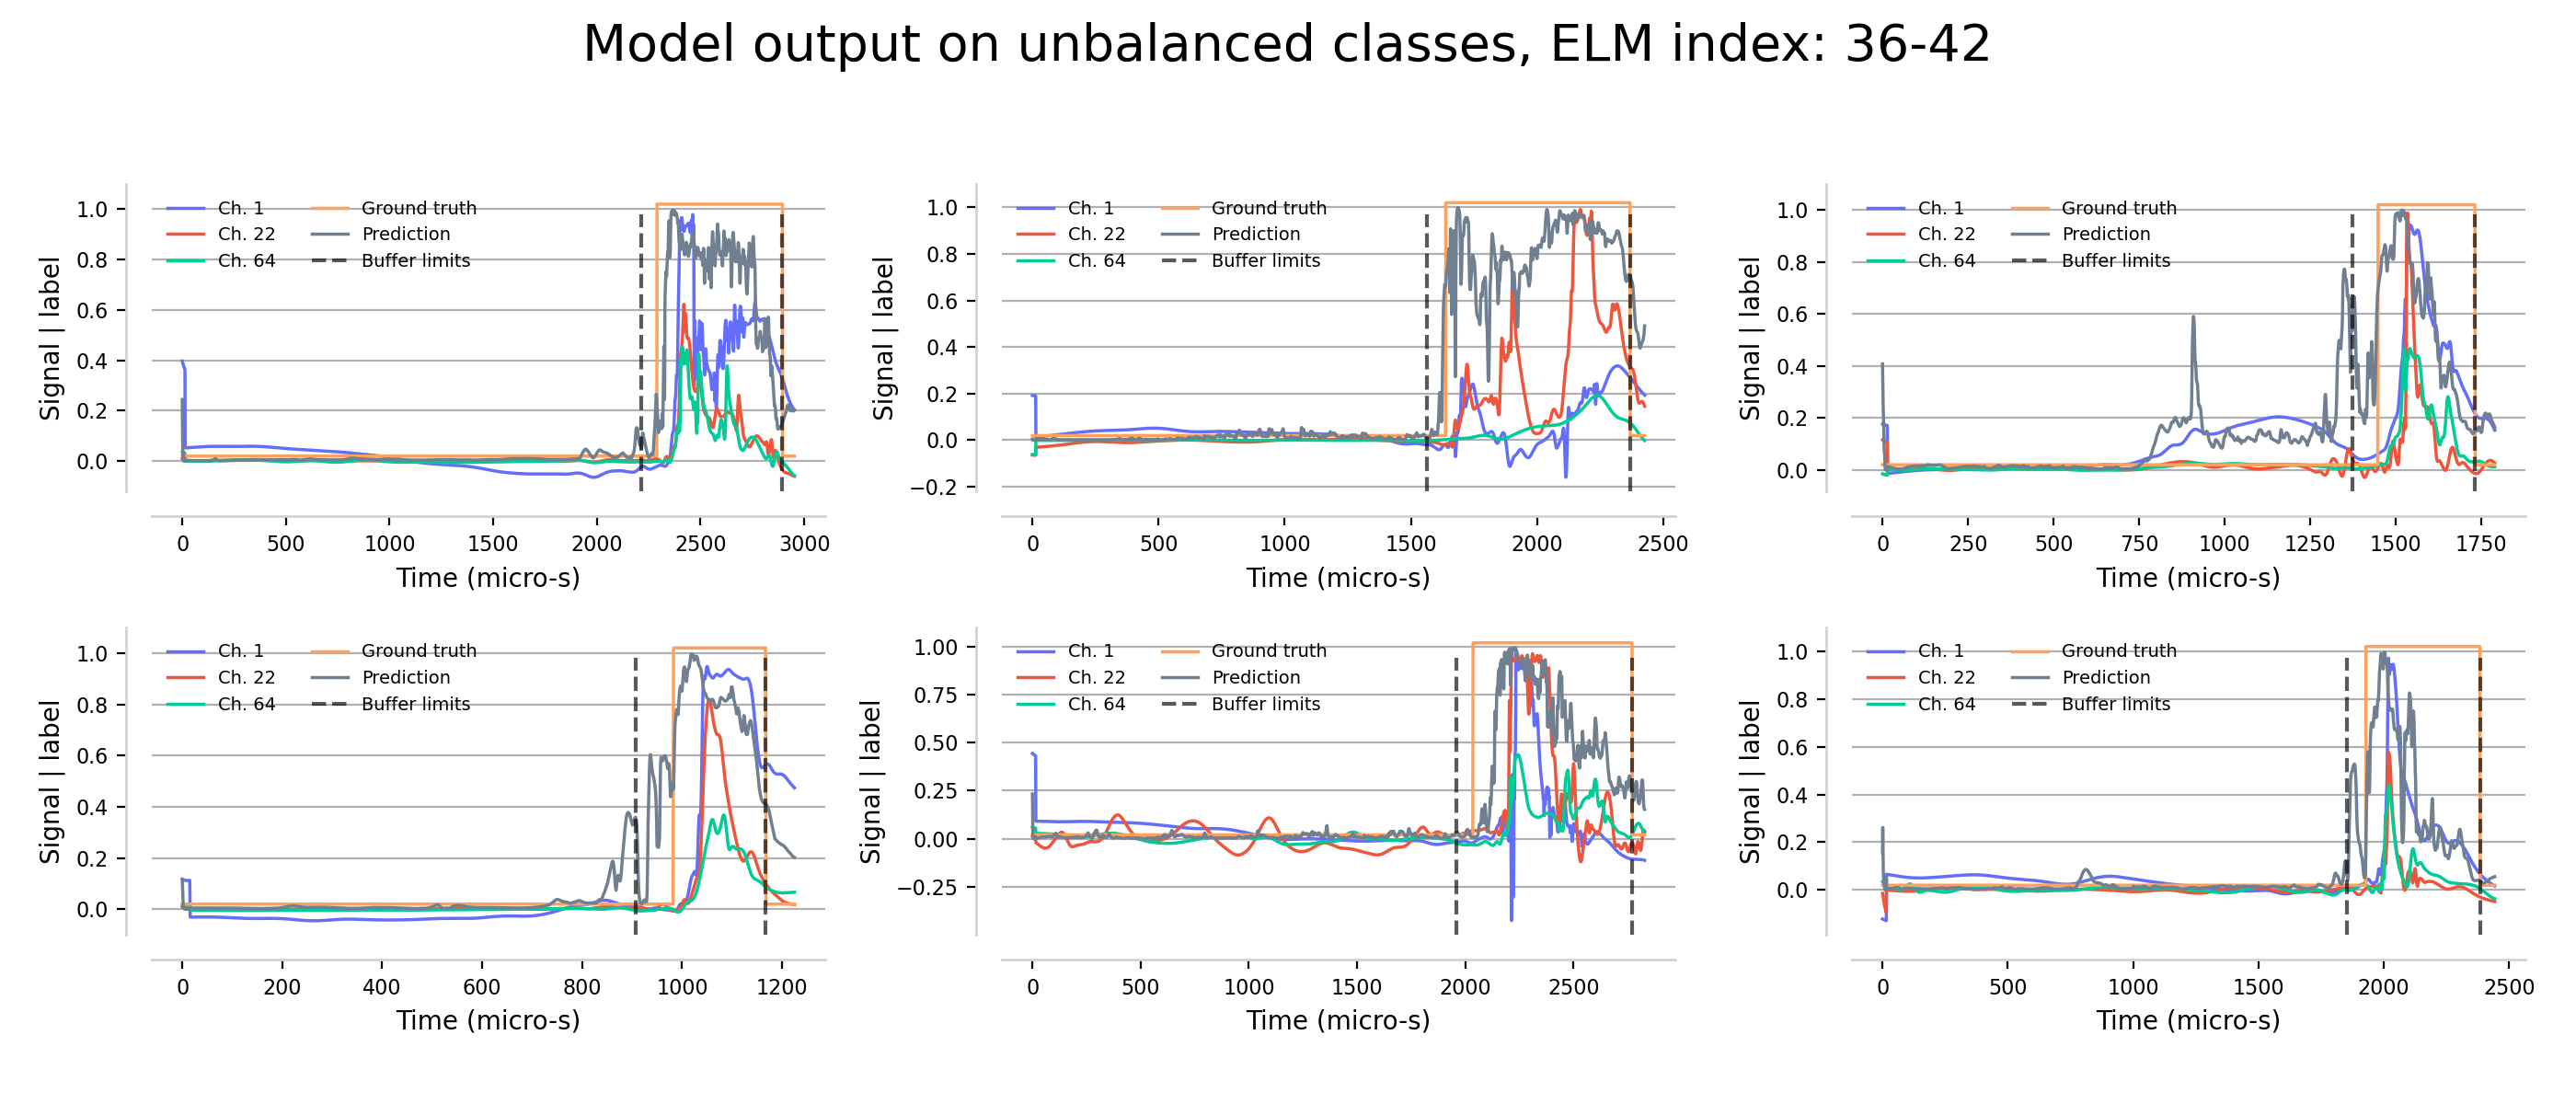 Model output on unbalanced classes, ELM index: 36-42
Signal | label
1.0
0.8
0.6
0.4
0.2
0.0
Ch. 1
Ch. 22
Ch. 64
Ground truth
Prediction
Buffer limits
0 500 1000 1500 2000 2500 3000
Time (micro-s)
Signal | label
1.0
0.8
0.6
0.4
0.2
0.0
−0.2
Ch. 1
Ch. 22
Ch. 64
Ground truth
Prediction
Buffer limits
0 500 1000 1500 2000 2500
Time (micro-s)
Signal | label
1.0
0.8
0.6
0.4
0.2
0.0
Ch. 1
Ch. 22
Ch. 64
Ground truth
Prediction
Buffer limits
0 250 500 750 1000 1250 1500 1750
Time (micro-s)
Signal | label
1.0
0.8
0.6
0.4
0.2
0.0
Ch. 1
Ch. 22
Ch. 64
Ground truth
Prediction
Buffer limits
0 200 400 600 800 1000 1200
Time (micro-s)
Signal | label
1.00
0.75
0.50
0.25
0.00
−0.25
Ch. 1
Ch. 22
Ch. 64
Ground truth
Prediction
Buffer limits
0 500 1000 1500 2000 2500
Time (micro-s)
Signal | label
1.0
0.8
0.6
0.4
0.2
0.0
Ch. 1
Ch. 22
Ch. 64
Ground truth
Prediction
Buffer limits
0 500 1000 1500 2000 2500
Time (micro-s)